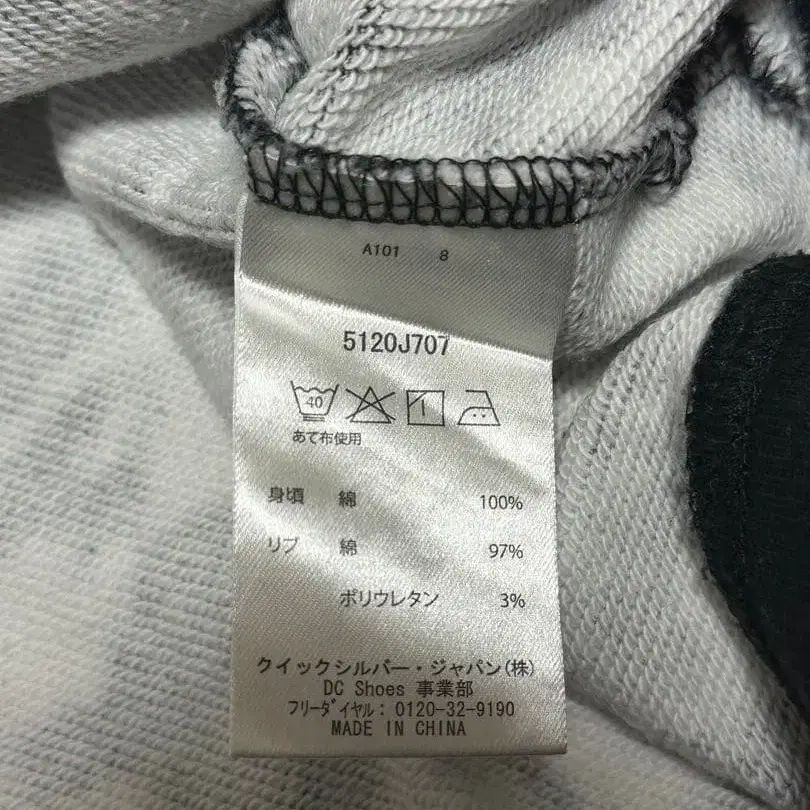 A101 8
5120J707
40
あて布使用
身頃 綿 100%
リブ 綿 97%
ポリウレタン 3%
クイックシルバー・ジャパン(株)
DC Shoes 事業部
フリーダイヤル: 0120-32-9190
MADE IN CHINA